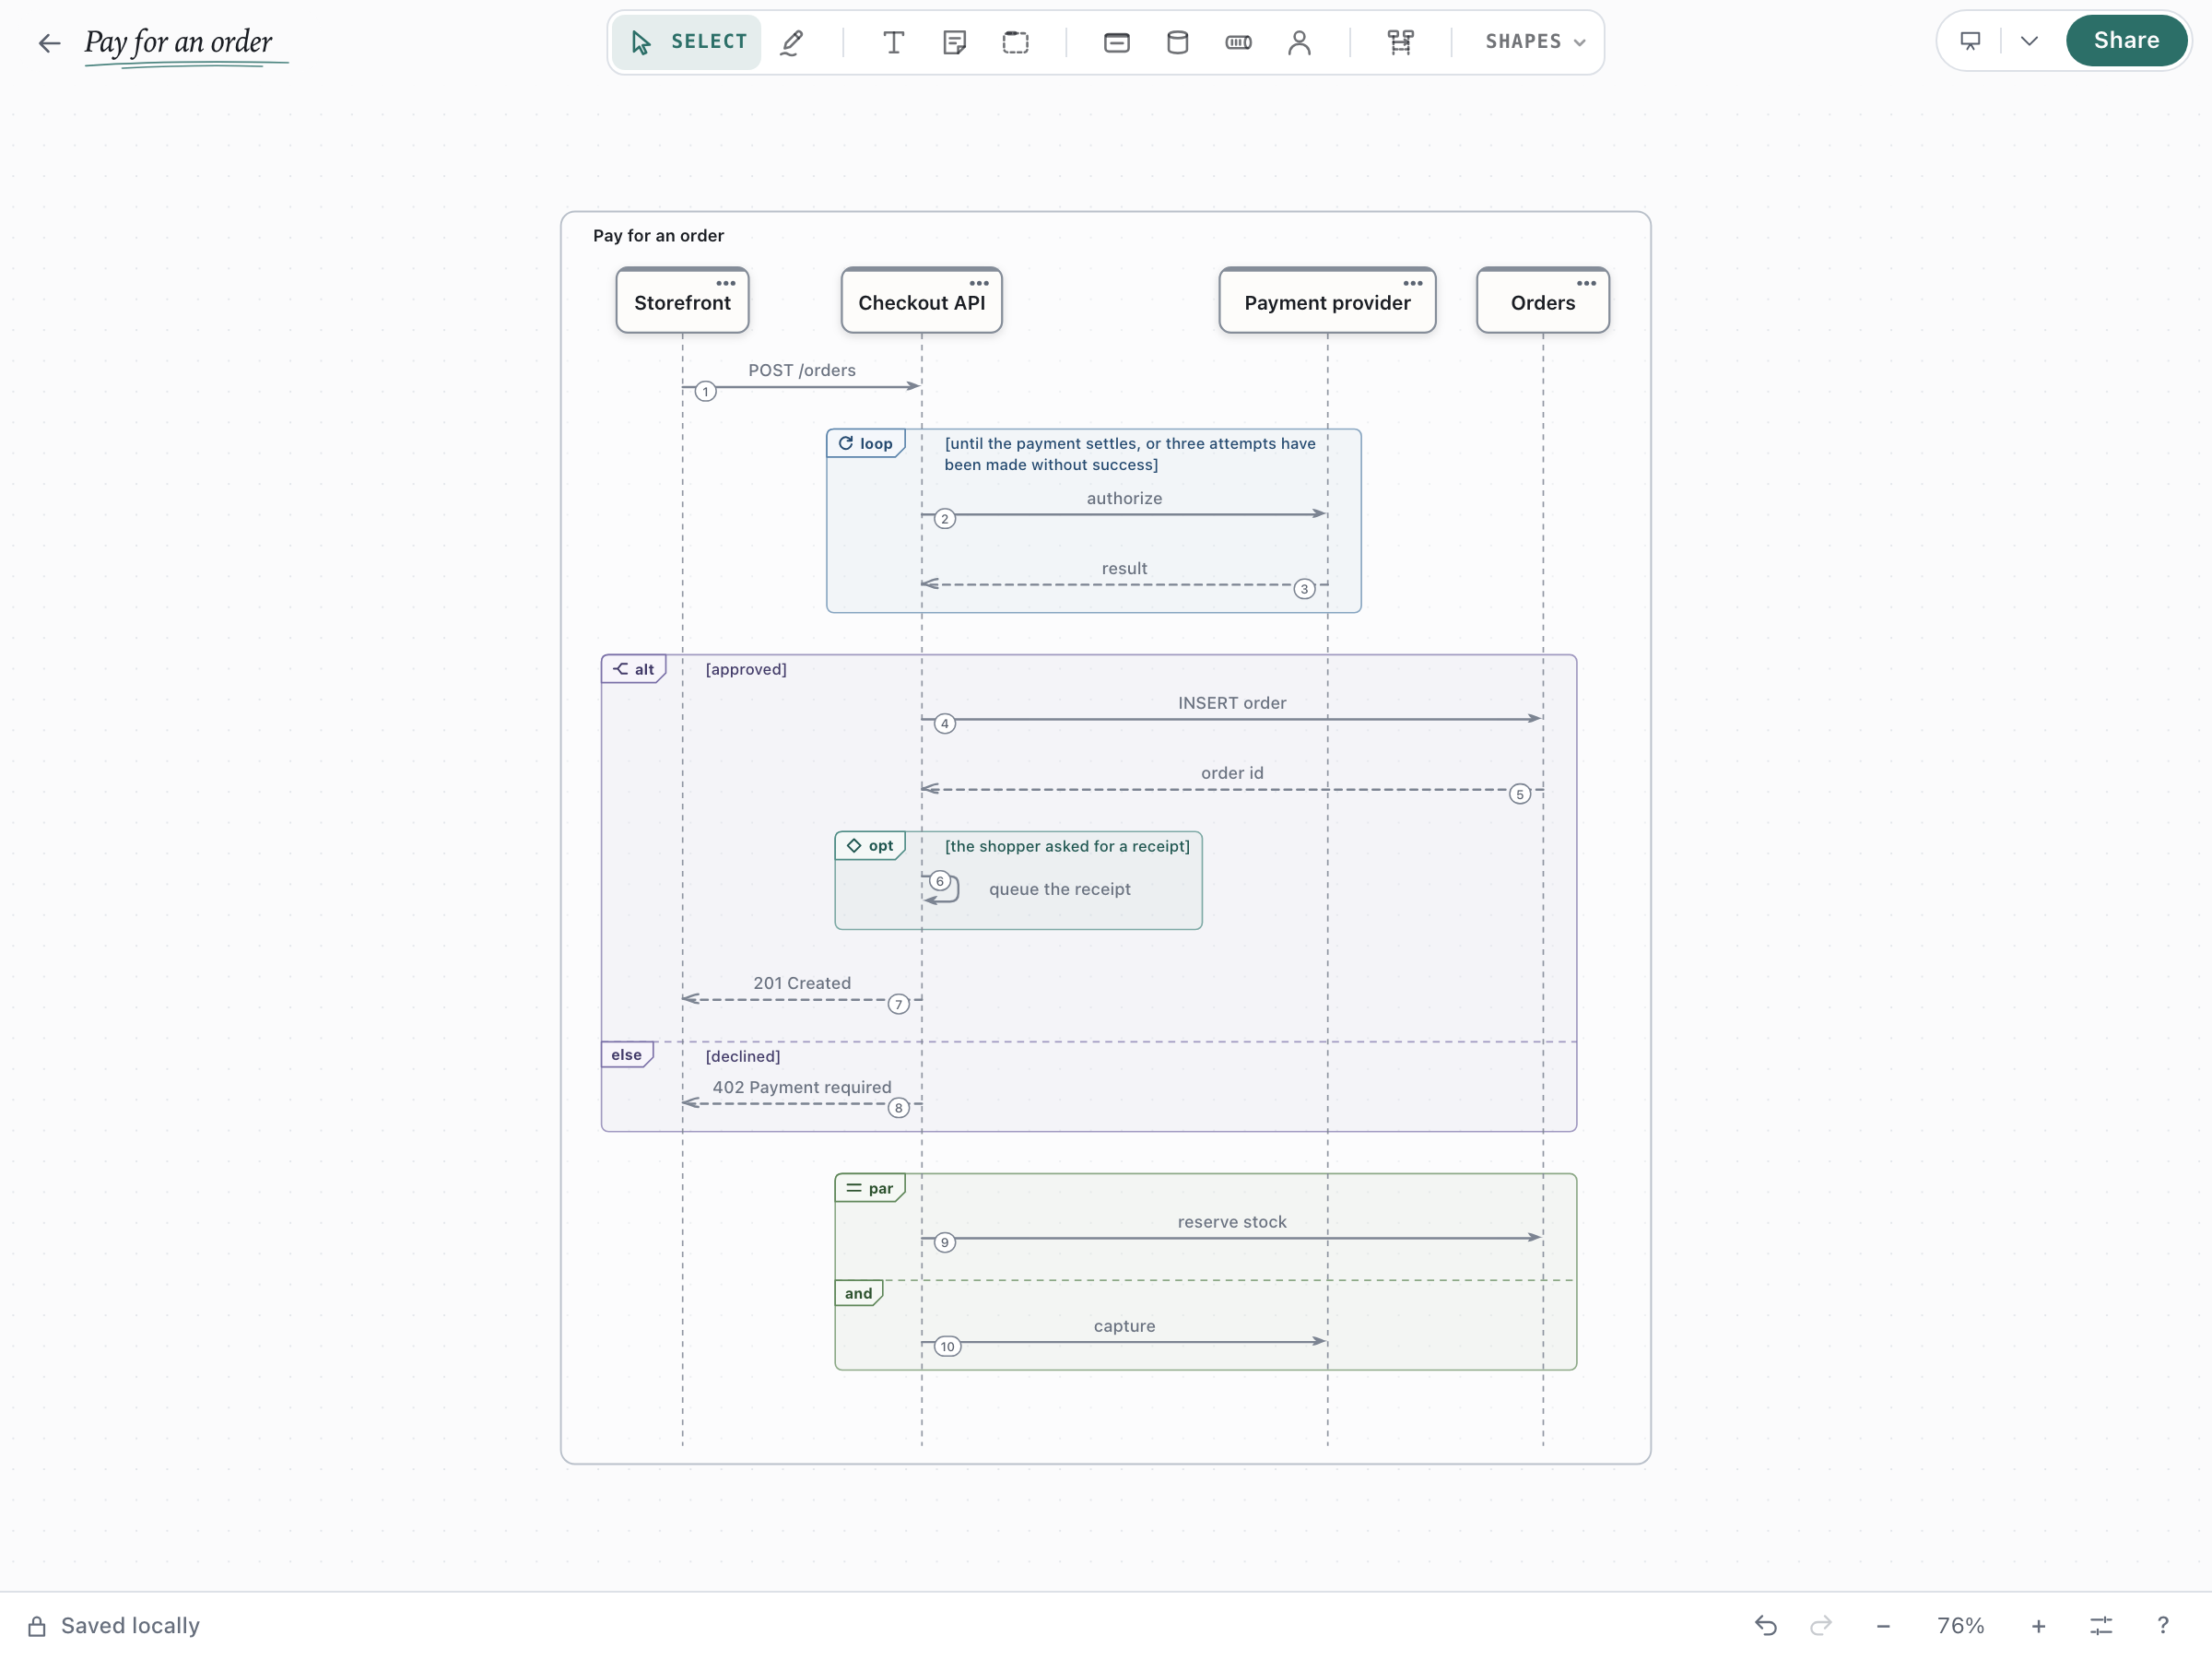 Pay for an order
SELECT
SHAPES
Share
Pay for an order
Storefront
Checkout API
Payment provider
Orders
POST /orders
1
loop
[until the payment settles, or three attempts have
been made without success]
authorize
2
result
3
alt
[approved]
INSERT order
4
order id
5
opt
[the shopper asked for a receipt]
6
queue the receipt
201 Created
7
else
[declined]
402 Payment required
8
par
reserve stock
9
and
capture
10
Saved locally
76%
?